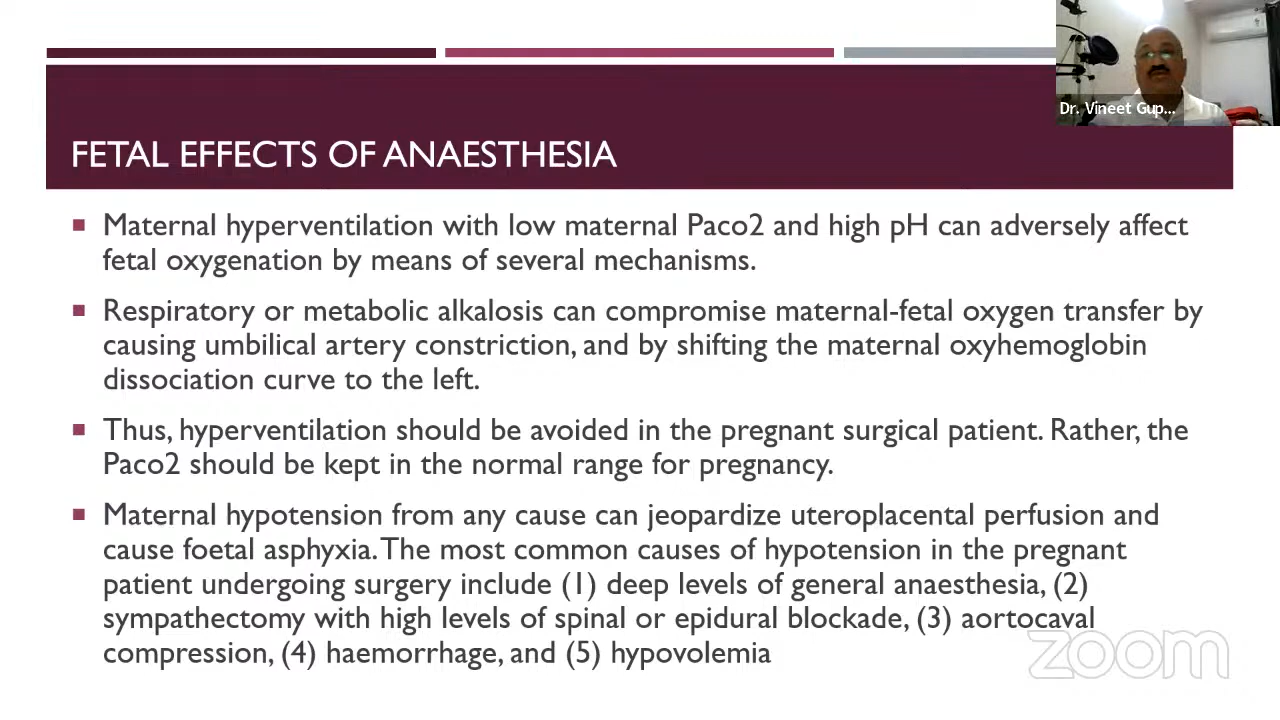 Dr. Vineet Gup...
FETAL EFFECTS OF ANAESTHESIA
Maternal hyperventilation with low maternal Paco2 and high pH can adversely affect
fetal oxygenation by means of several mechanisms.
Respiratory or metabolic alkalosis can compromise maternal-fetal oxygen transfer by
causing umbilical artery constriction, and by shifting the maternal oxyhemoglobin
dissociation curve to the left.
Thus, hyperventilation should be avoided in the pregnant surgical patient. Rather, the
Paco2 should be kept in the normal range for pregnancy.
Maternal hypotension from any cause can jeopardize uteroplacental perfusion and
cause foetal asphyxia. The most common causes of hypotension in the pregnant
patient undergoing surgery include (1) deep levels of general anaesthesia, (2)
sympathectomy with high levels of spinal or epidural blockade, (3) aortocaval
compression, (4) haemorrhage, and (5) hypovolemia
zoom